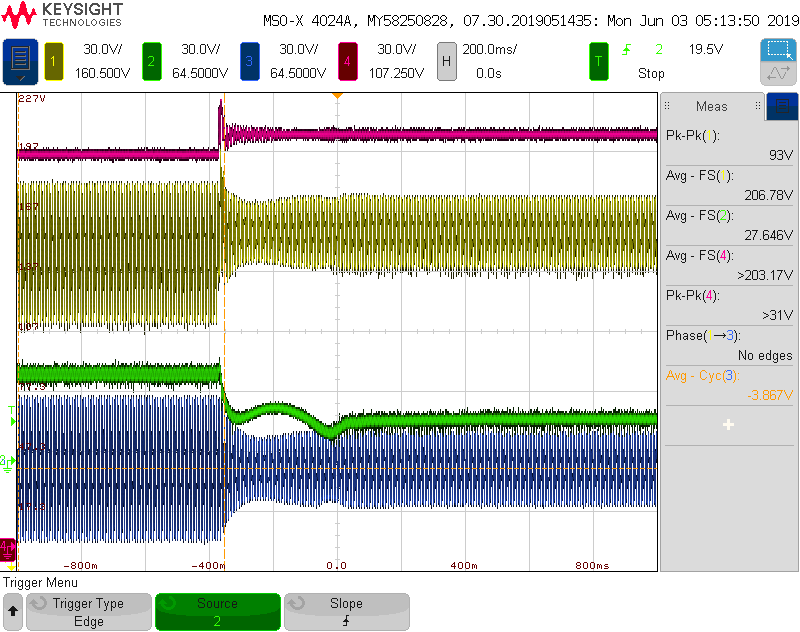 KEYSIGHT
TECHNOLOGIES
MSO-X 4024A, MY58250828, 07.30.2019051435: Mon Jun 03 05:13:50 2019
1 30.0V/ 2 30.0V/ 3 30.0V/ 4 30.0V/ H 200.0ms/ T 2 19.5V
160.500V 64.5000V 64.5000V 107.250V 0.0s Stop
227V
197
167
107
-800m -400m 0.0 400m 800ms
Meas
Pk-Pk( ):
93V
Avg - FS( ):
206.78V
Avg - FS(2):
27.646V
Avg - FS(4):
>203.17V
Pk-Pk(4):
>31V
Phase(1→3):
No edges
Avg - Cyc(3):
-3.867V
Trigger Menu
Trigger Type
Edge
Source
2
Slope